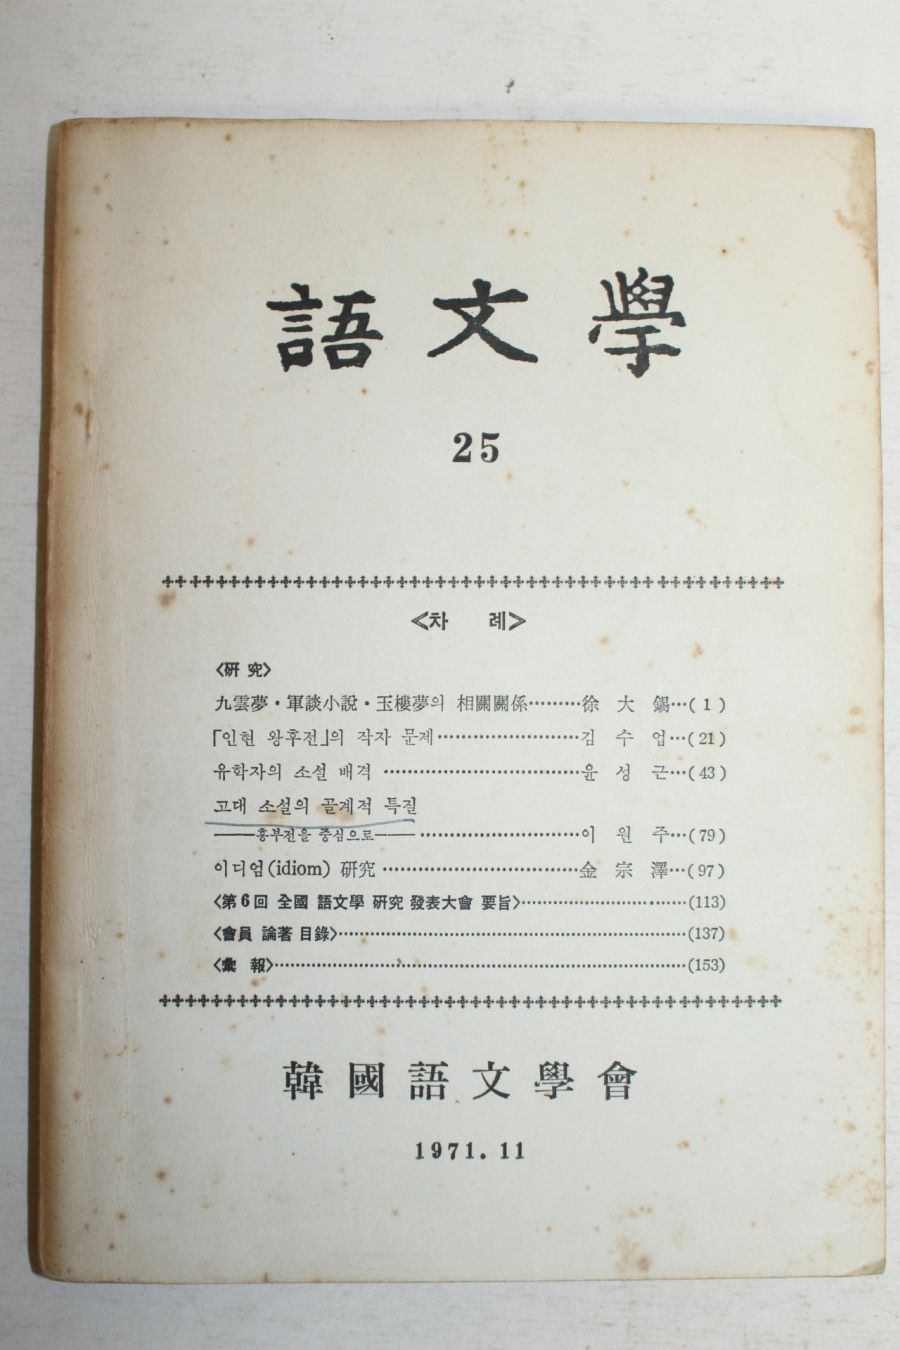 語文學
25
≪차 례≫
<硏 究>
九雲夢・軍談小說・玉樓夢의 相關關係………徐 大 錫…( 1 )
「인현 왕후전」의 작자 문제………김 수 업…( 21 )
유학자의 소설 배격………윤 성 근…( 43 )
고대 소설의 골계적 특질
——흥부전을 중심으로——………이 원 주…( 79 )
이디엄(idiom) 硏究………金 宗 澤…( 97 )
<第6回 全國 語文學 硏究 發表大會 要旨>………(113)
<會員 論著 目錄>………(137)
<彙 報>………(153)
韓國語文學會
1971. 11